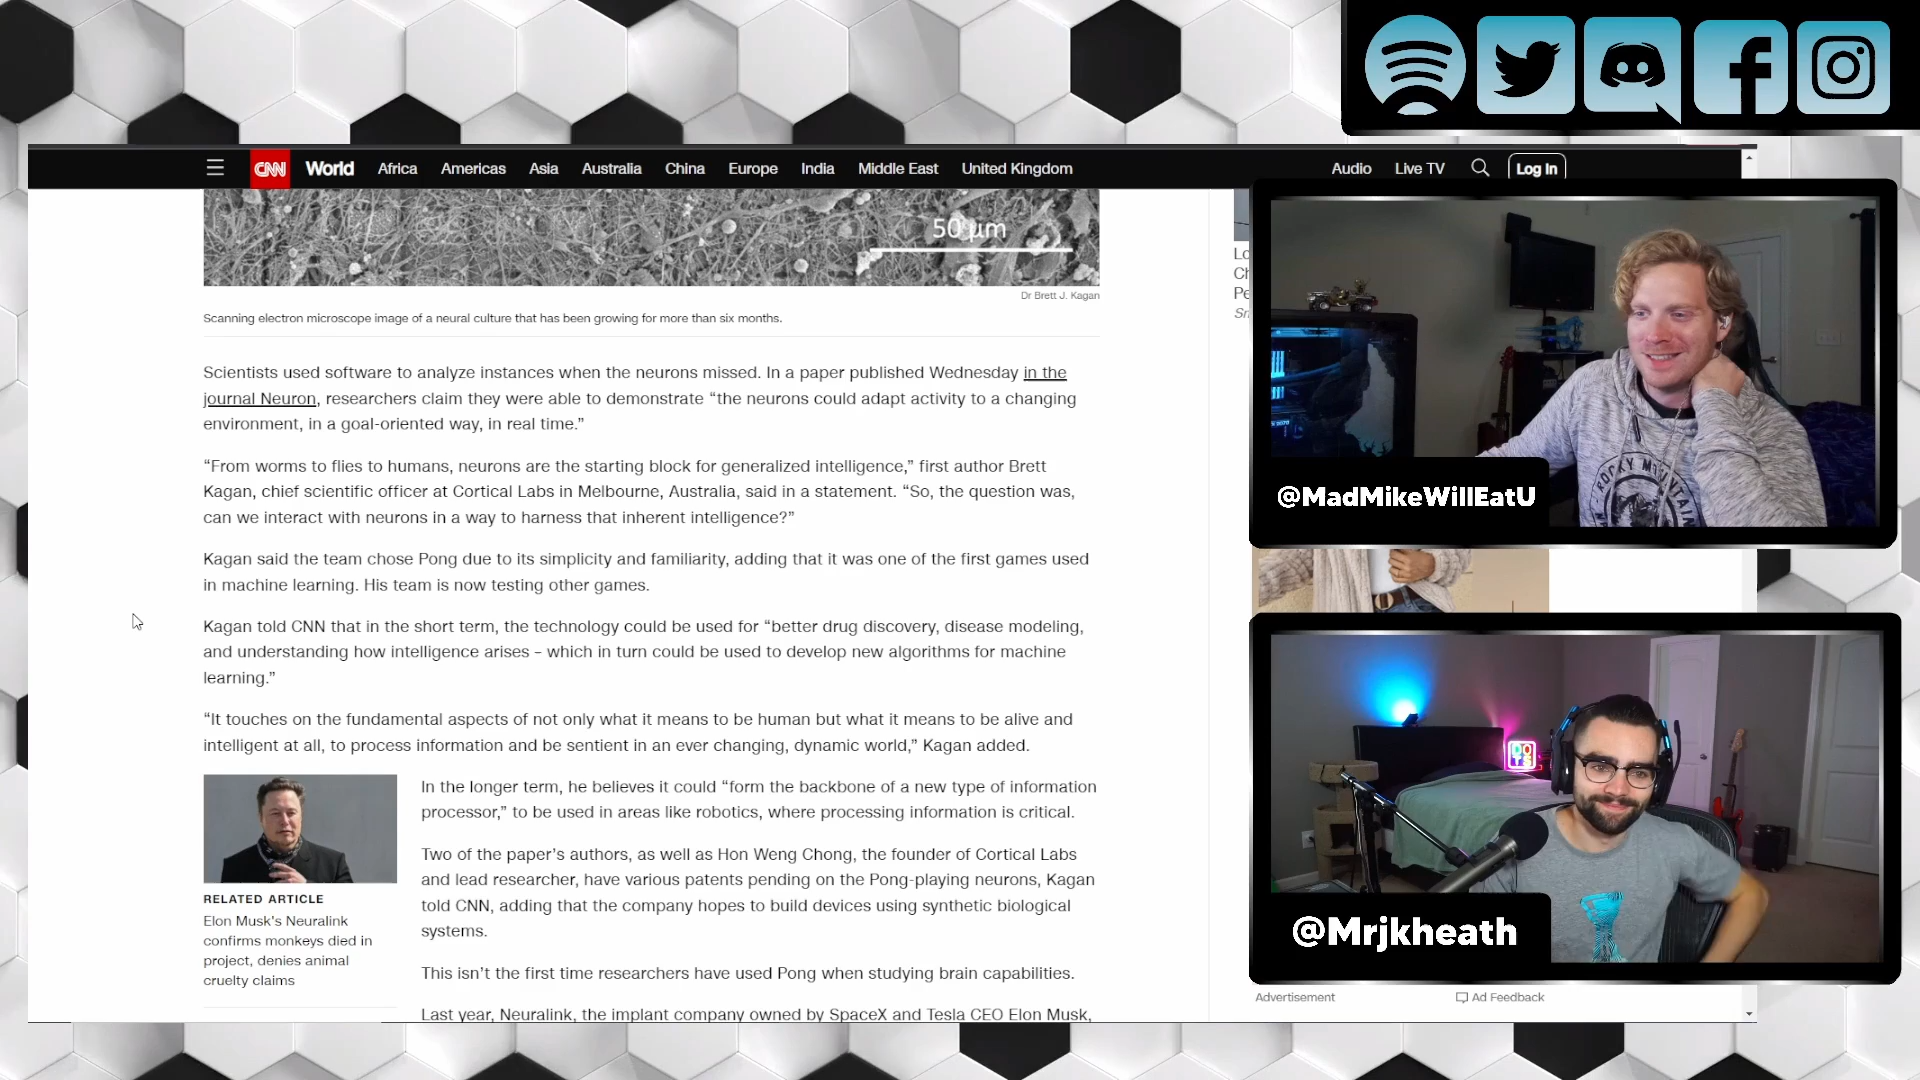 CNN World Africa Americas Asia Australia China Europe India Middle East United Kingdom Audio Live TV Log In
50 µm
Dr Brett J. Kagan
Scanning electron microscope image of a neural culture that has been growing for more than six months.
Scientists used software to analyze instances when the neurons missed. In a paper published Wednesday in the
journal Neuron, researchers claim they were able to demonstrate “the neurons could adapt activity to a changing
environment, in a goal-oriented way, in real time.”
“From worms to flies to humans, neurons are the starting block for generalized intelligence,” first author Brett
Kagan, chief scientific officer at Cortical Labs in Melbourne, Australia, said in a statement. “So, the question was,
can we interact with neurons in a way to harness that inherent intelligence?”
Kagan said the team chose Pong due to its simplicity and familiarity, adding that it was one of the first games used
in machine learning. His team is now testing other games.
Kagan told CNN that in the short term, the technology could be used for “better drug discovery, disease modeling,
and understanding how intelligence arises – which in turn could be used to develop new algorithms for machine
learning.”
“It touches on the fundamental aspects of not only what it means to be human but what it means to be alive and
intelligent at all, to process information and be sentient in an ever changing, dynamic world,” Kagan added.
RELATED ARTICLE
Elon Musk's Neuralink
confirms monkeys died in
project, denies animal
cruelty claims
In the longer term, he believes it could “form the backbone of a new type of information
processor,” to be used in areas like robotics, where processing information is critical.
Two of the paper’s authors, as well as Hon Weng Chong, the founder of Cortical Labs
and lead researcher, have various patents pending on the Pong-playing neurons, Kagan
told CNN, adding that the company hopes to build devices using synthetic biological
systems.
This isn’t the first time researchers have used Pong when studying brain capabilities.
Last year, Neuralink, the implant company owned by SpaceX and Tesla CEO Elon Musk,
Lo
Ch
Pe
ROCKY MOUNTAIN
@MadMikeWillEatU
DO
TS
@Mrjkheath
Advertisement
Ad Feedback